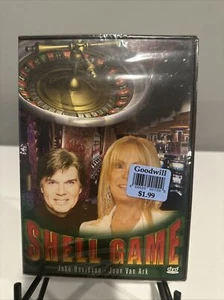 Goodwill
$1.99
SHELL GAME
John Davidson - Joan Van Ark